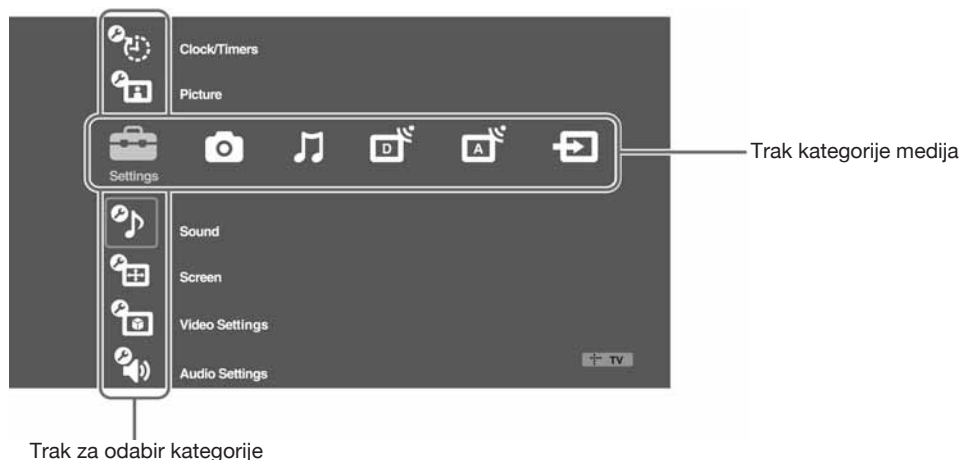 Clock/Timers
Picture
D
A
Trak kategorije medija
Settings
Sound
Screen
Video Settings
TV
Audio Settings
Trak za odabir kategorije